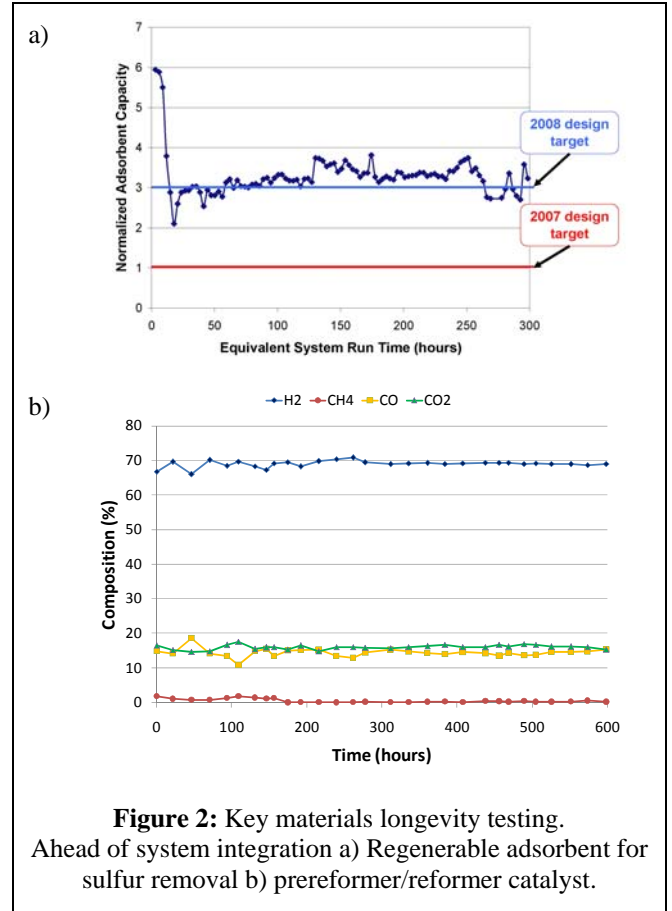 a)
7
6
5
4
3
2
1
0
Normalized Adsorbent Capacity
0 50 100 150 200 250 300
Equivalent System Run Time (hours)
2008 design
target
2007 design
target
b)
H2 CH4 CO CO2
80
70
60
50
40
30
20
10
0
Composition (%)
0 100 200 300 400 500 600
Time (hours)
Figure 2: Key materials longevity testing.
Ahead of system integration a) Regenerable adsorbent for
sulfur removal b) prereformer/reformer catalyst.